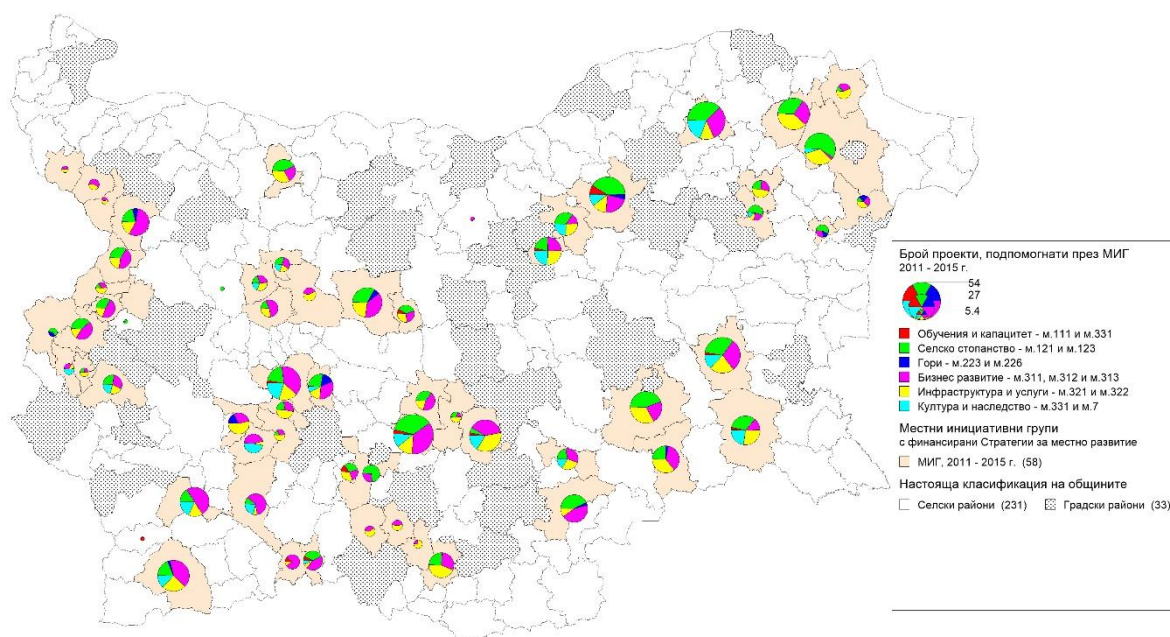 Брой проекти, подпомогнати през МИГ
2011 - 2015 г.
54
27
5.4
Обучения и капацитет - м.111 и м.331
Селско стопанство - м.121 и м.123
Гори - м.223 и м.226
Бизнес развитие - м.311, м.312 и м.313
Инфраструктура и услуги - м.321 и м.322
Култура и наследство - м.331 и м.7
Местни инициативни групи
с финансирани Стратегии за местно развитие
МИГ, 2011 - 2015 г. (58)
Настояща класификация на общините
Селски райони (231) Градски райони (33)